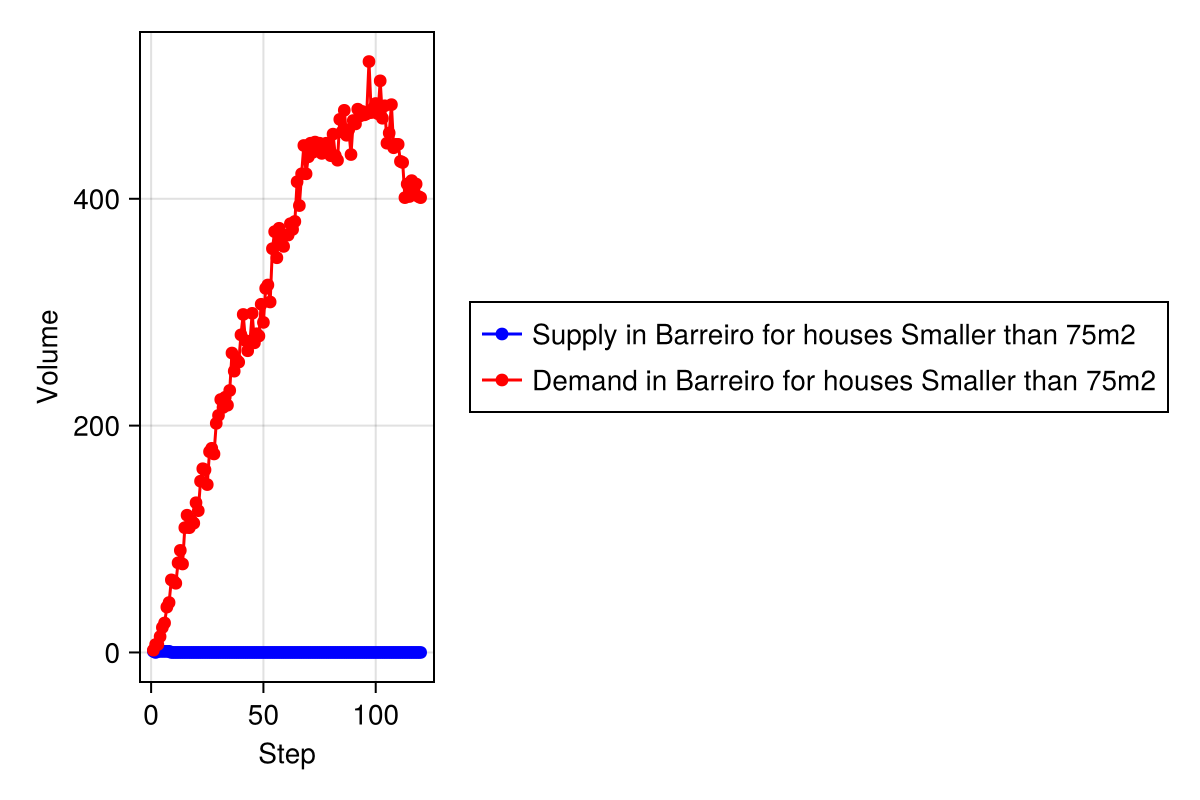 Volume
400
200
0
0 50 100
Step
Supply in Barreiro for houses Smaller than 75m2
Demand in Barreiro for houses Smaller than 75m2